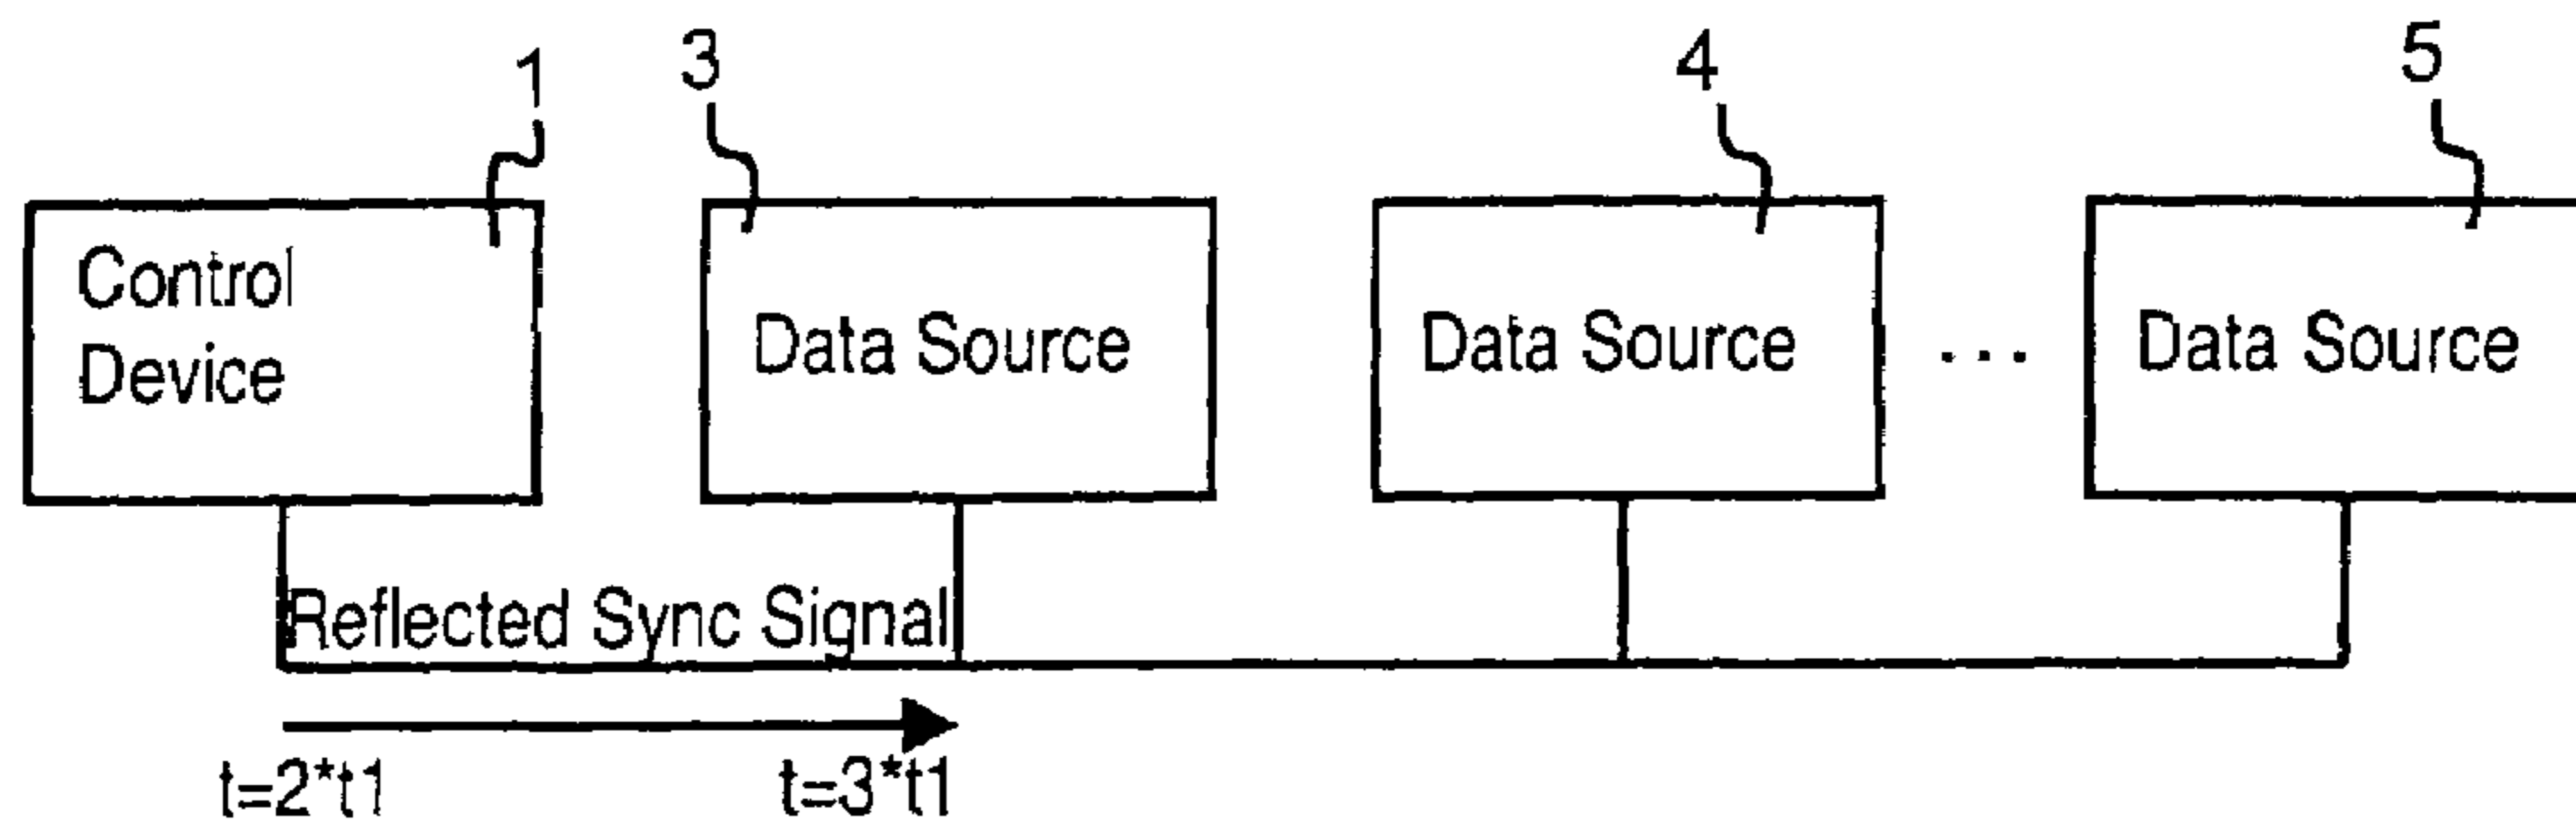 1
3
4
5
Control
Device
Data Source
Data Source
...
Data Source
Reflected Sync Signal
t=2*t1
t=3*t1